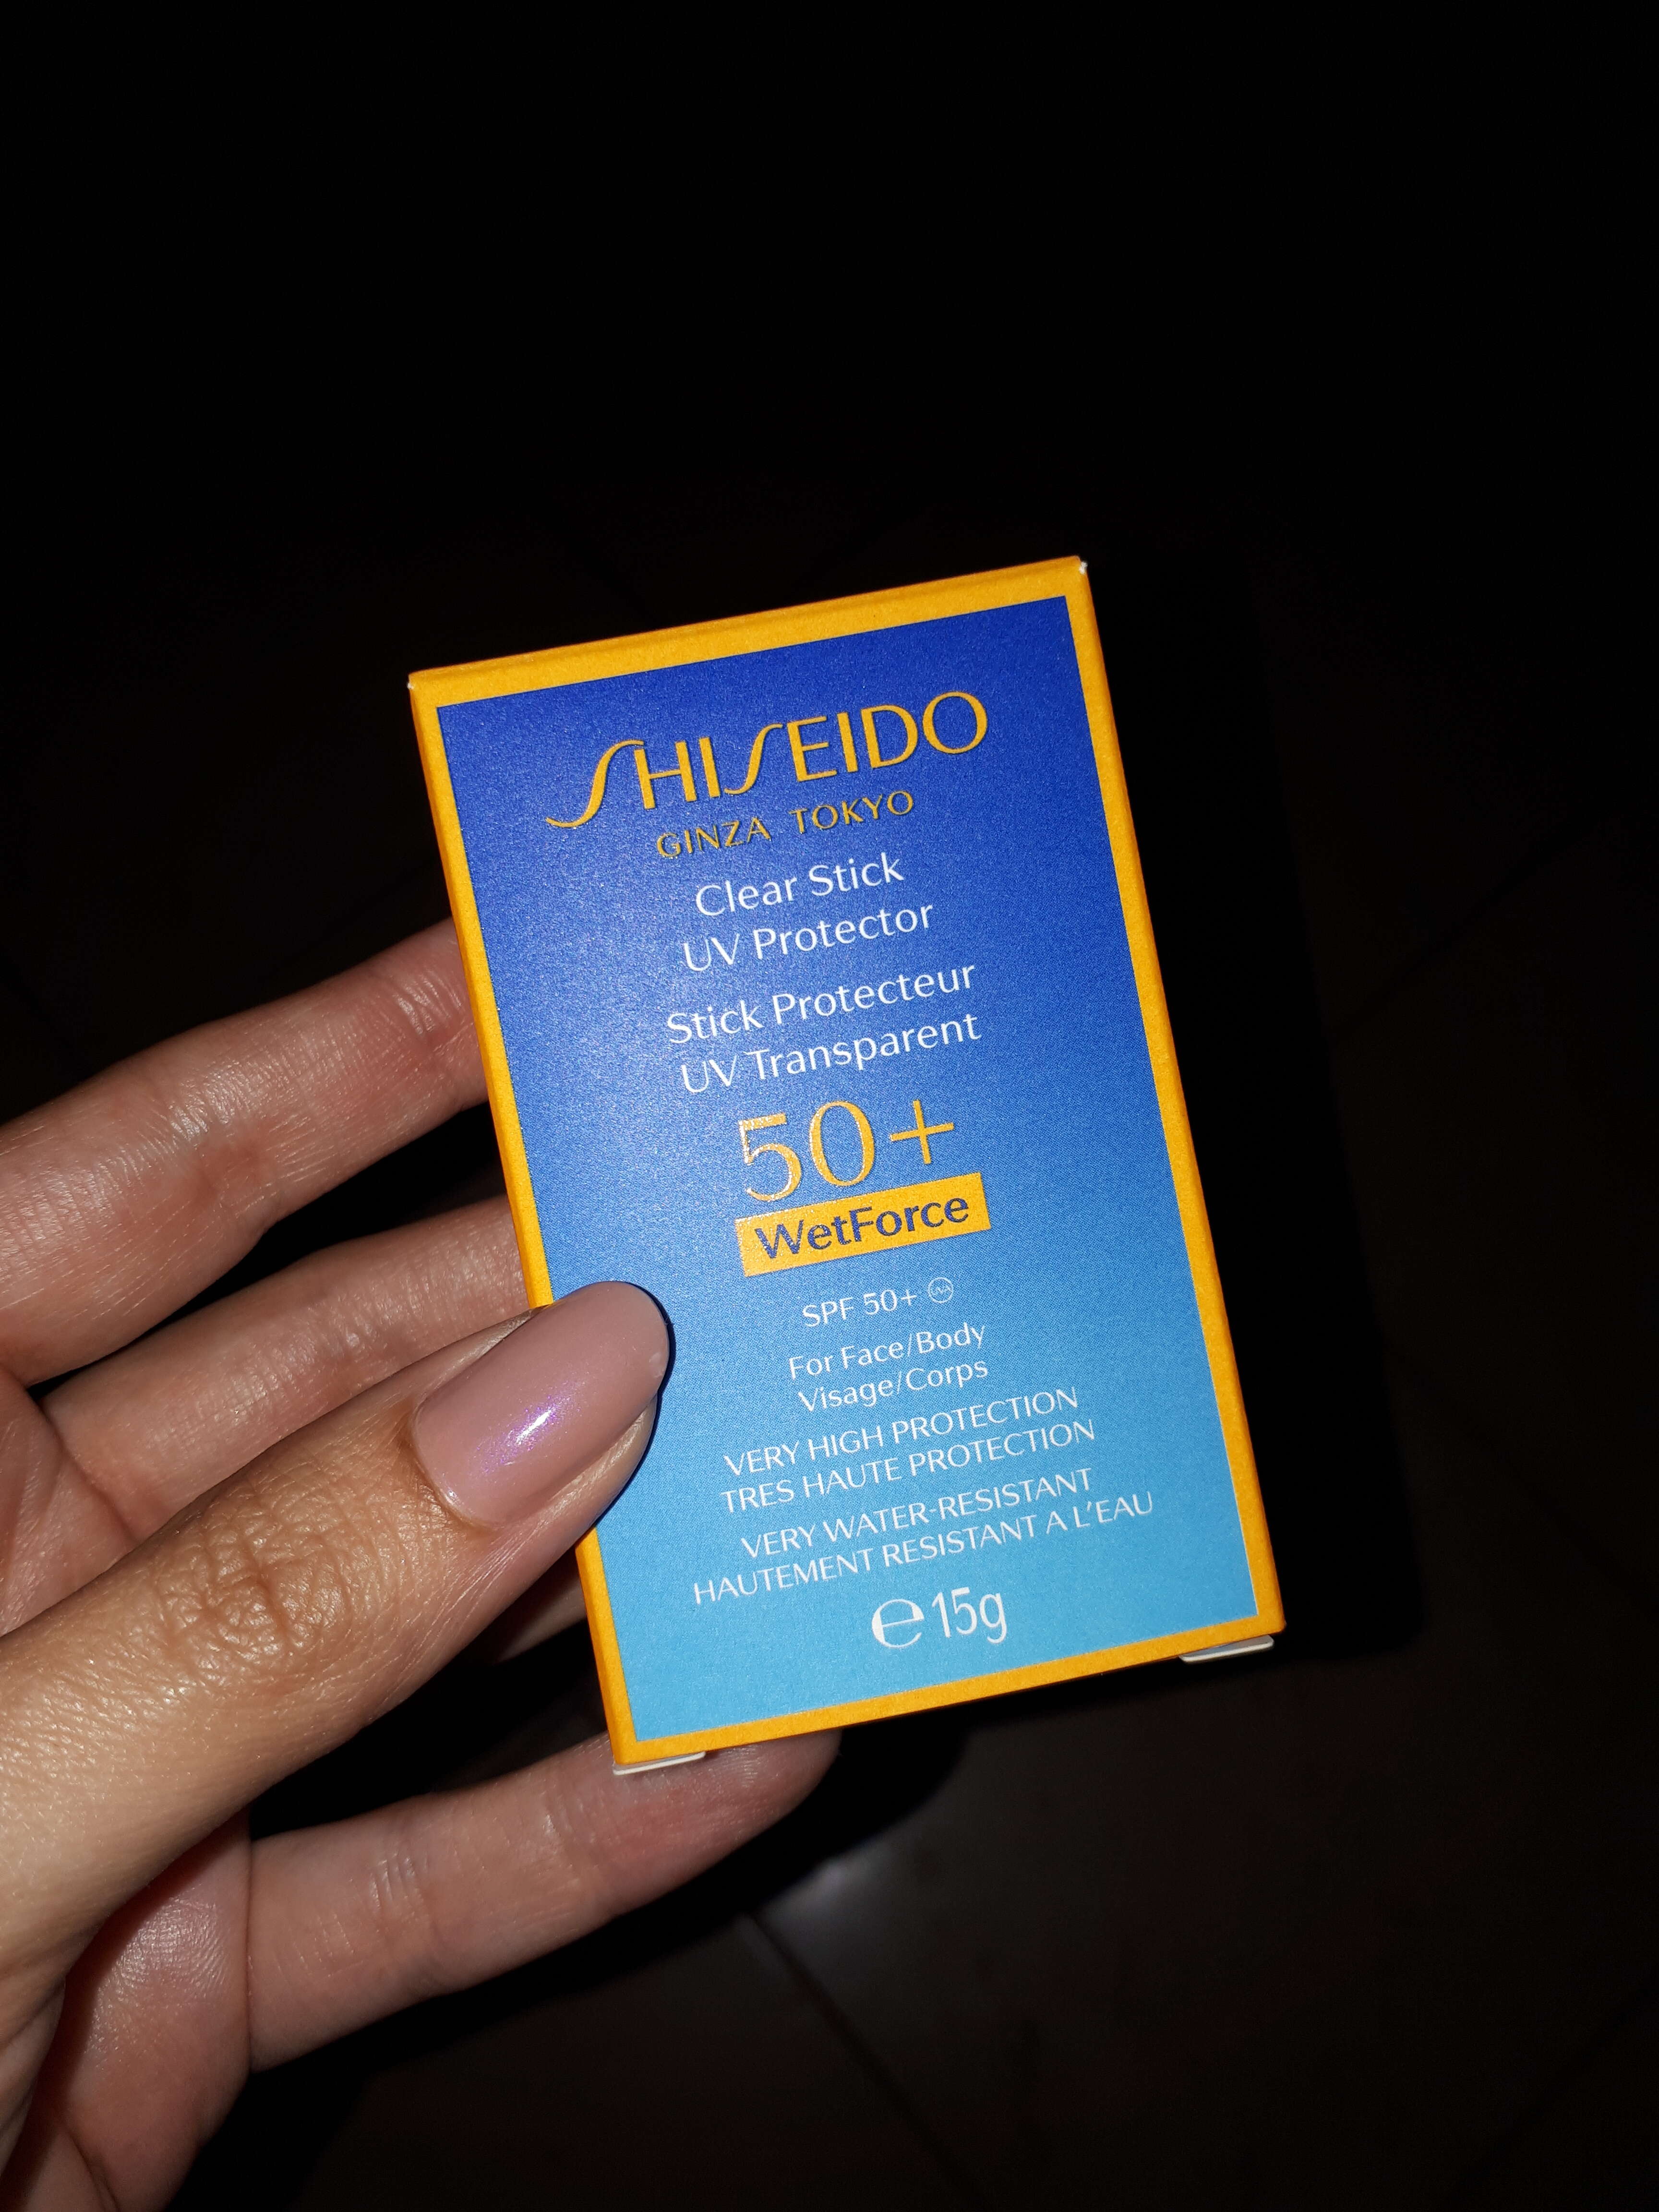 SHISEIDO
GINZA TOKYO
Clear Stick
UV Protector
Stick Protecteur
UV Transparent
50+
WetForce
SPF 50+ UVA
For Face/Body
Visage/Corps
VERY HIGH PROTECTION
TRES HAUTE PROTECTION
VERY WATER-RESISTANT
HAUTEMENT RESISTANT A L'EAU
℮15g